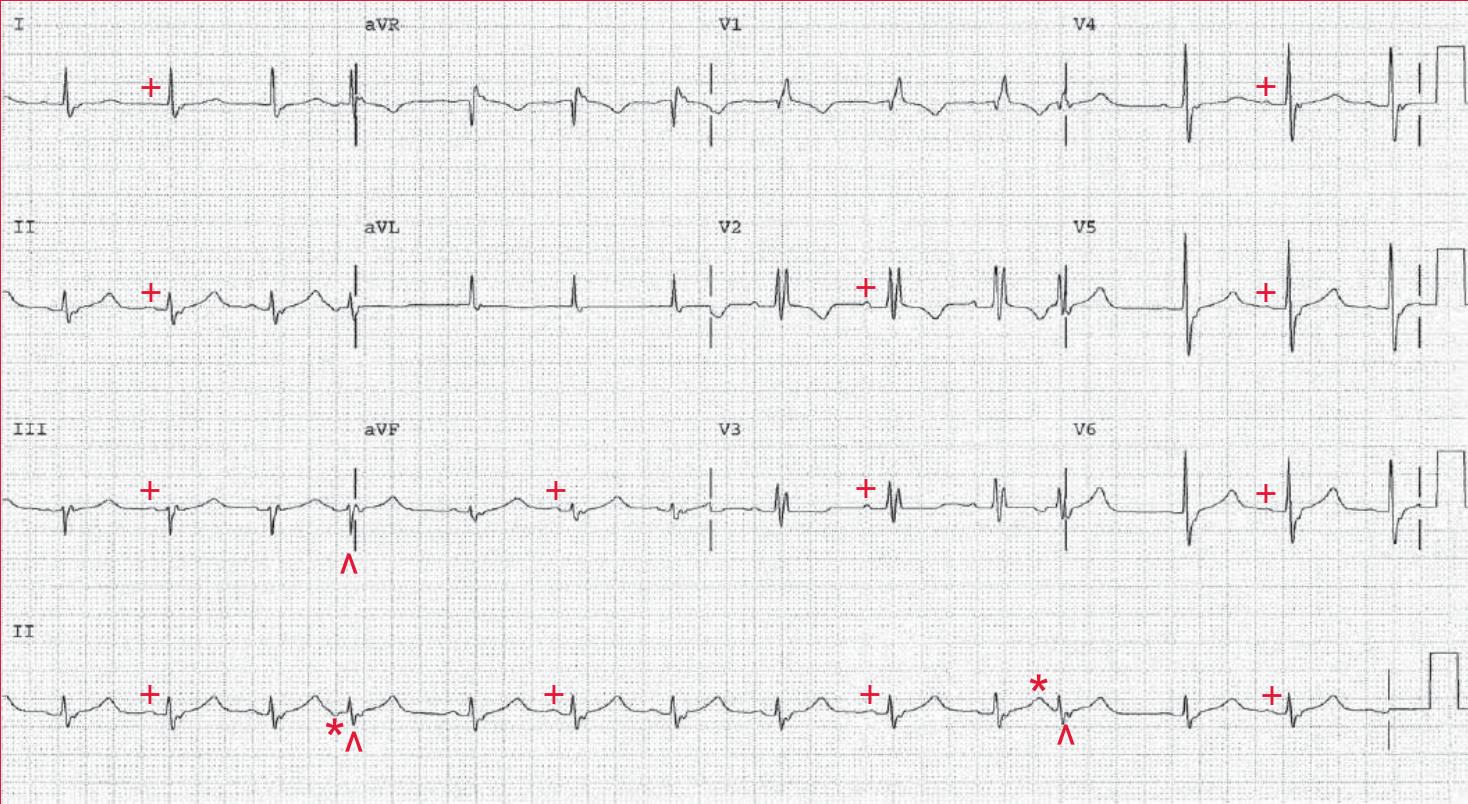 I aVR V1 V4
+ +
II aVL V2 V5
+ + +
III aVF V3 V6
+ + + +
^
II
+ + + * +
* ^ ^